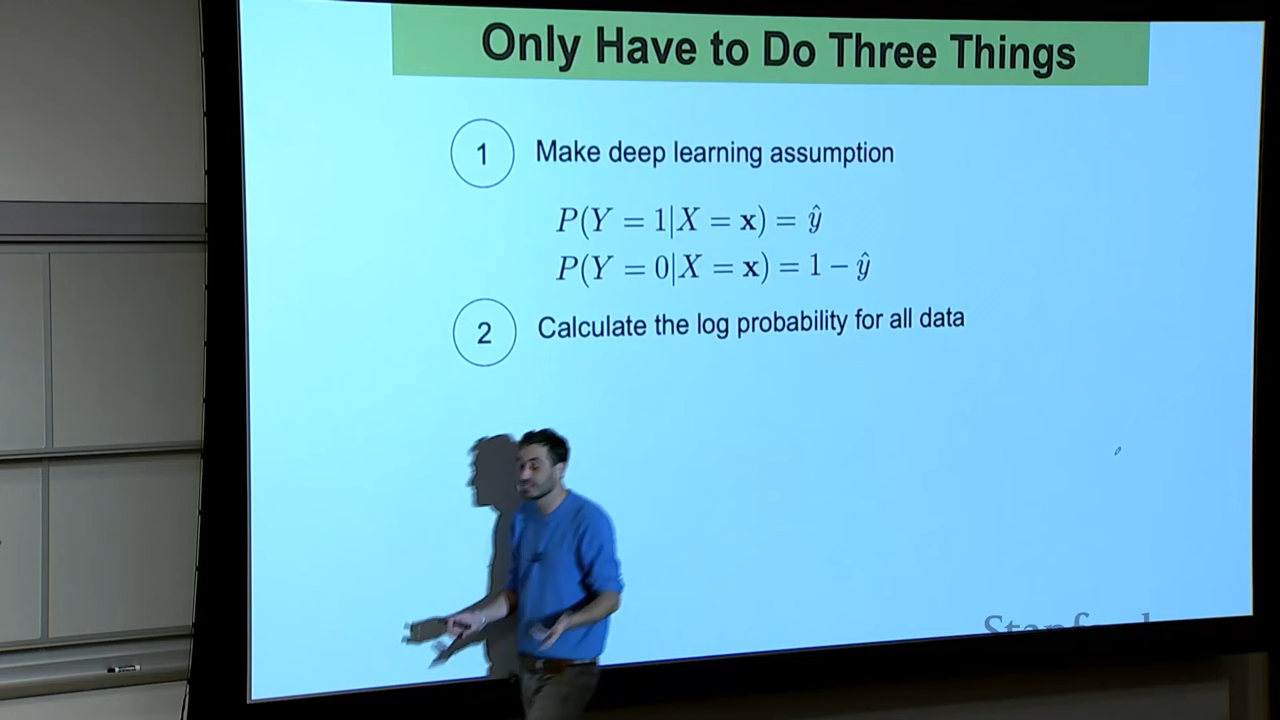 Only Have to Do Three Things
1 Make deep learning assumption
P(Y = 1|X = x) = ŷ
P(Y = 0|X = x) = 1 − ŷ
2 Calculate the log probability for all data